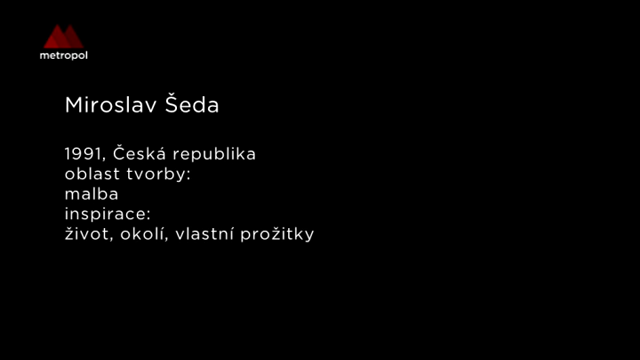 metropol
Miroslav Šeda
1991, Česká republika
oblast tvorby:
malba
inspirace:
život, okolí, vlastní prožitky